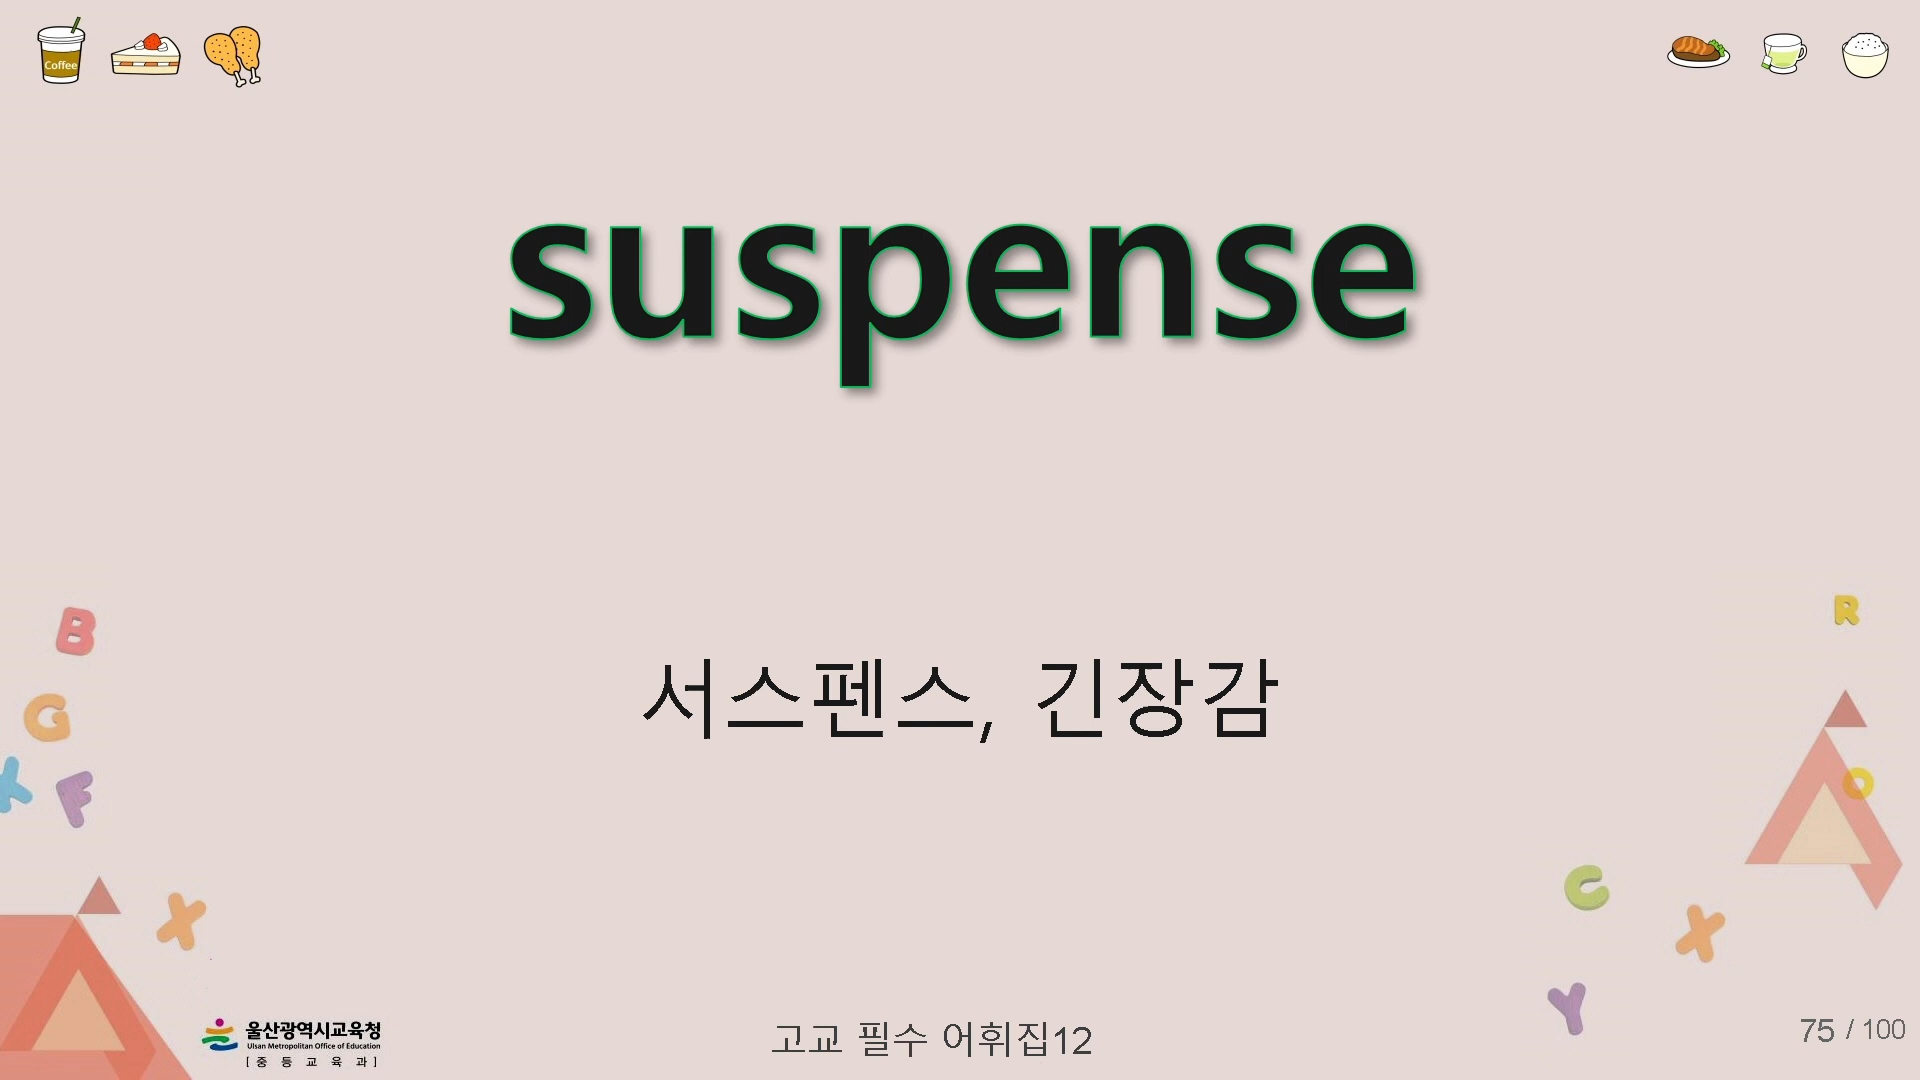 Coffee
suspense
서스펜스, 긴장감
B
R
G
K
F
O
C
X
X
Y
울산광역시교육청
Ulsan Metropolitan Office of Education
[ 중 등 교 육 과 ]
고교 필수 어휘집12
75 / 100